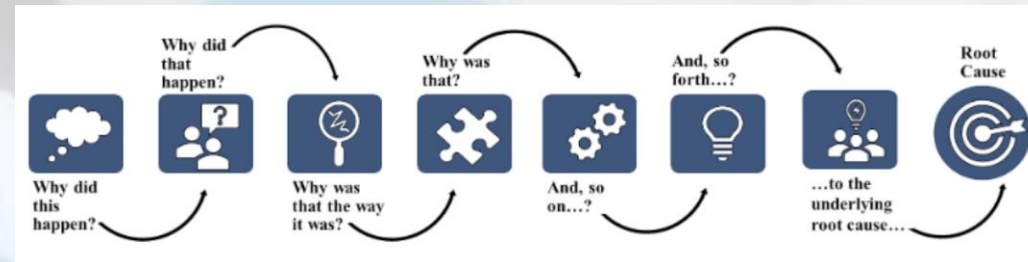 Why did
this
happen?
Why did
that
happen?
?
Why was
that the way
it was?
Why was
that?
And, so
on...?
And, so
forth...?
...to the
underlying
root cause...
Root
Cause